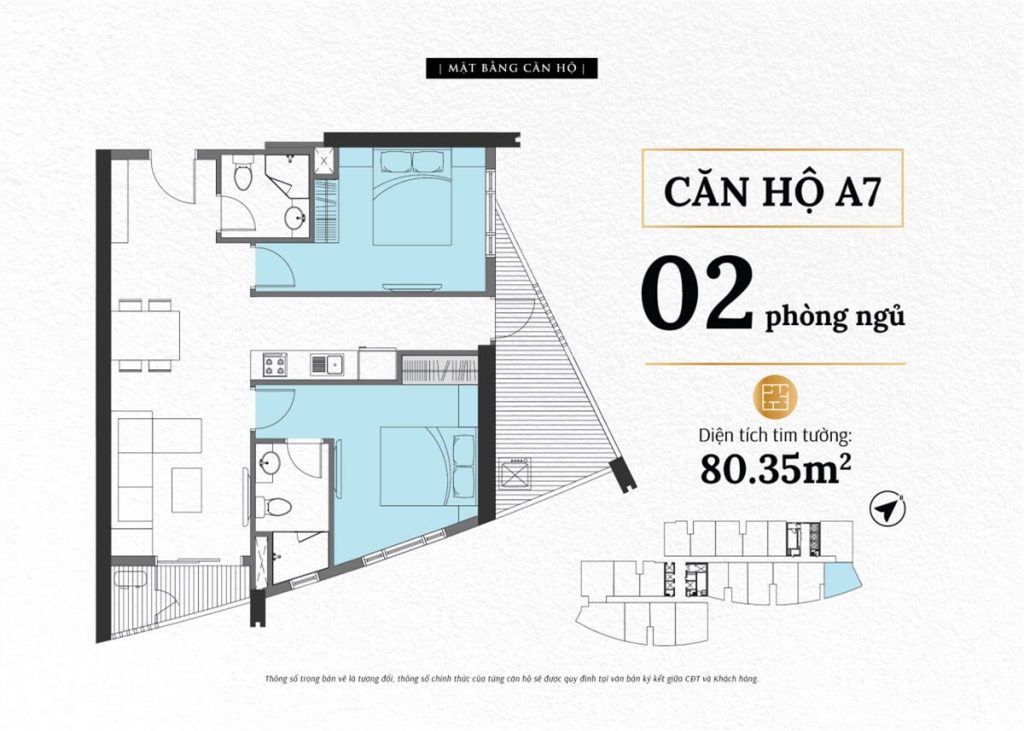 | MẶT BẰNG CĂN HỘ |
CĂN HỘ A7
02 phòng ngủ
Diện tích tim tường:
80.35m²
B
Thông số trong bản vẽ là tương đối, thông số chính thức của từng căn hộ sẽ được quy định tại văn bản ký kết giữa CĐT và Khách hàng.